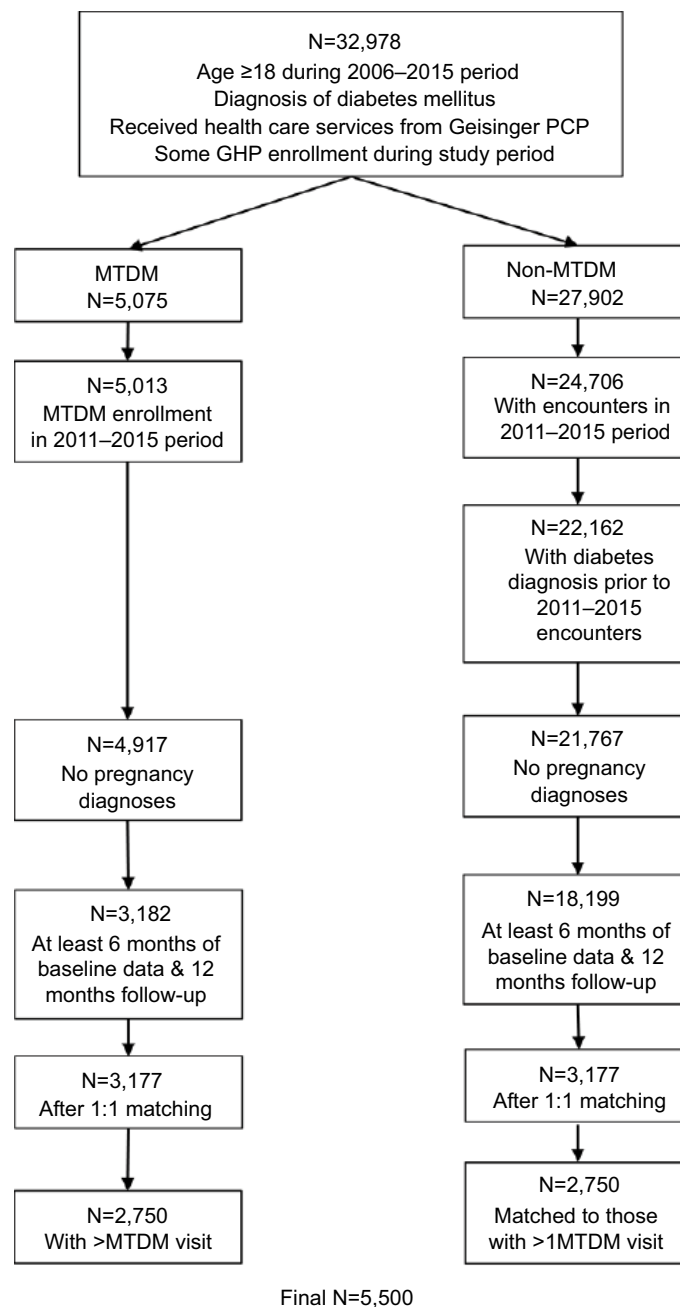 N=32,978
Age ≥18 during 2006–2015 period
Diagnosis of diabetes mellitus
Received health care services from Geisinger PCP
Some GHP enrollment during study period
MTDM
N=5,075
N=5,013
MTDM enrollment
in 2011–2015 period
N=4,917
No pregnancy
diagnoses
N=3,182
At least 6 months of
baseline data & 12
months follow-up
N=3,177
After 1:1 matching
N=2,750
With >MTDM visit
Non-MTDM
N=27,902
N=24,706
With encounters in
2011–2015 period
N=22,162
With diabetes
diagnosis prior to
2011–2015
encounters
N=21,767
No pregnancy
diagnoses
N=18,199
At least 6 months of
baseline data & 12
months follow-up
N=3,177
After 1:1 matching
N=2,750
Matched to those
with >1MTDM visit
Final N=5,500